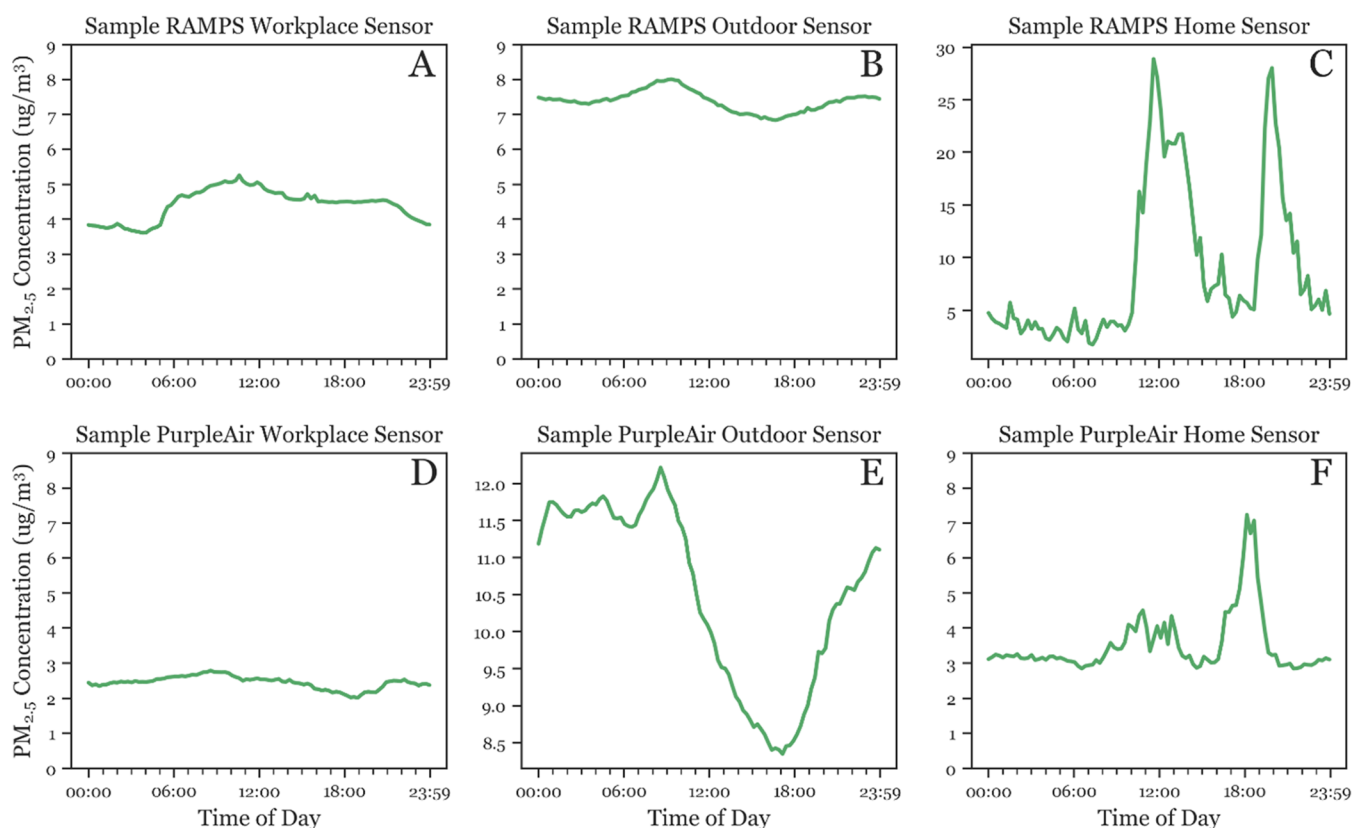 Sample RAMPS Workplace Sensor
A
PM2.5 Concentration (ug/m³)
9
8
7
6
5
4
3
2
1
0
00:00 06:00 12:00 18:00 23:59
Sample RAMPS Outdoor Sensor
B
9
8
7
6
5
4
3
2
1
0
00:00 06:00 12:00 18:00 23:59
Sample RAMPS Home Sensor
C
30
25
20
15
10
5
00:00 06:00 12:00 18:00 23:59
Sample PurpleAir Workplace Sensor
D
PM2.5 Concentration (ug/m³)
9
8
7
6
5
4
3
2
1
0
00:00 06:00 12:00 18:00 23:59
Time of Day
Sample PurpleAir Outdoor Sensor
E
12.0
11.5
11.0
10.5
10.0
9.5
9.0
8.5
00:00 06:00 12:00 18:00 23:59
Time of Day
Sample PurpleAir Home Sensor
F
9
8
7
6
5
4
3
2
1
0
00:00 06:00 12:00 18:00 23:59
Time of Day